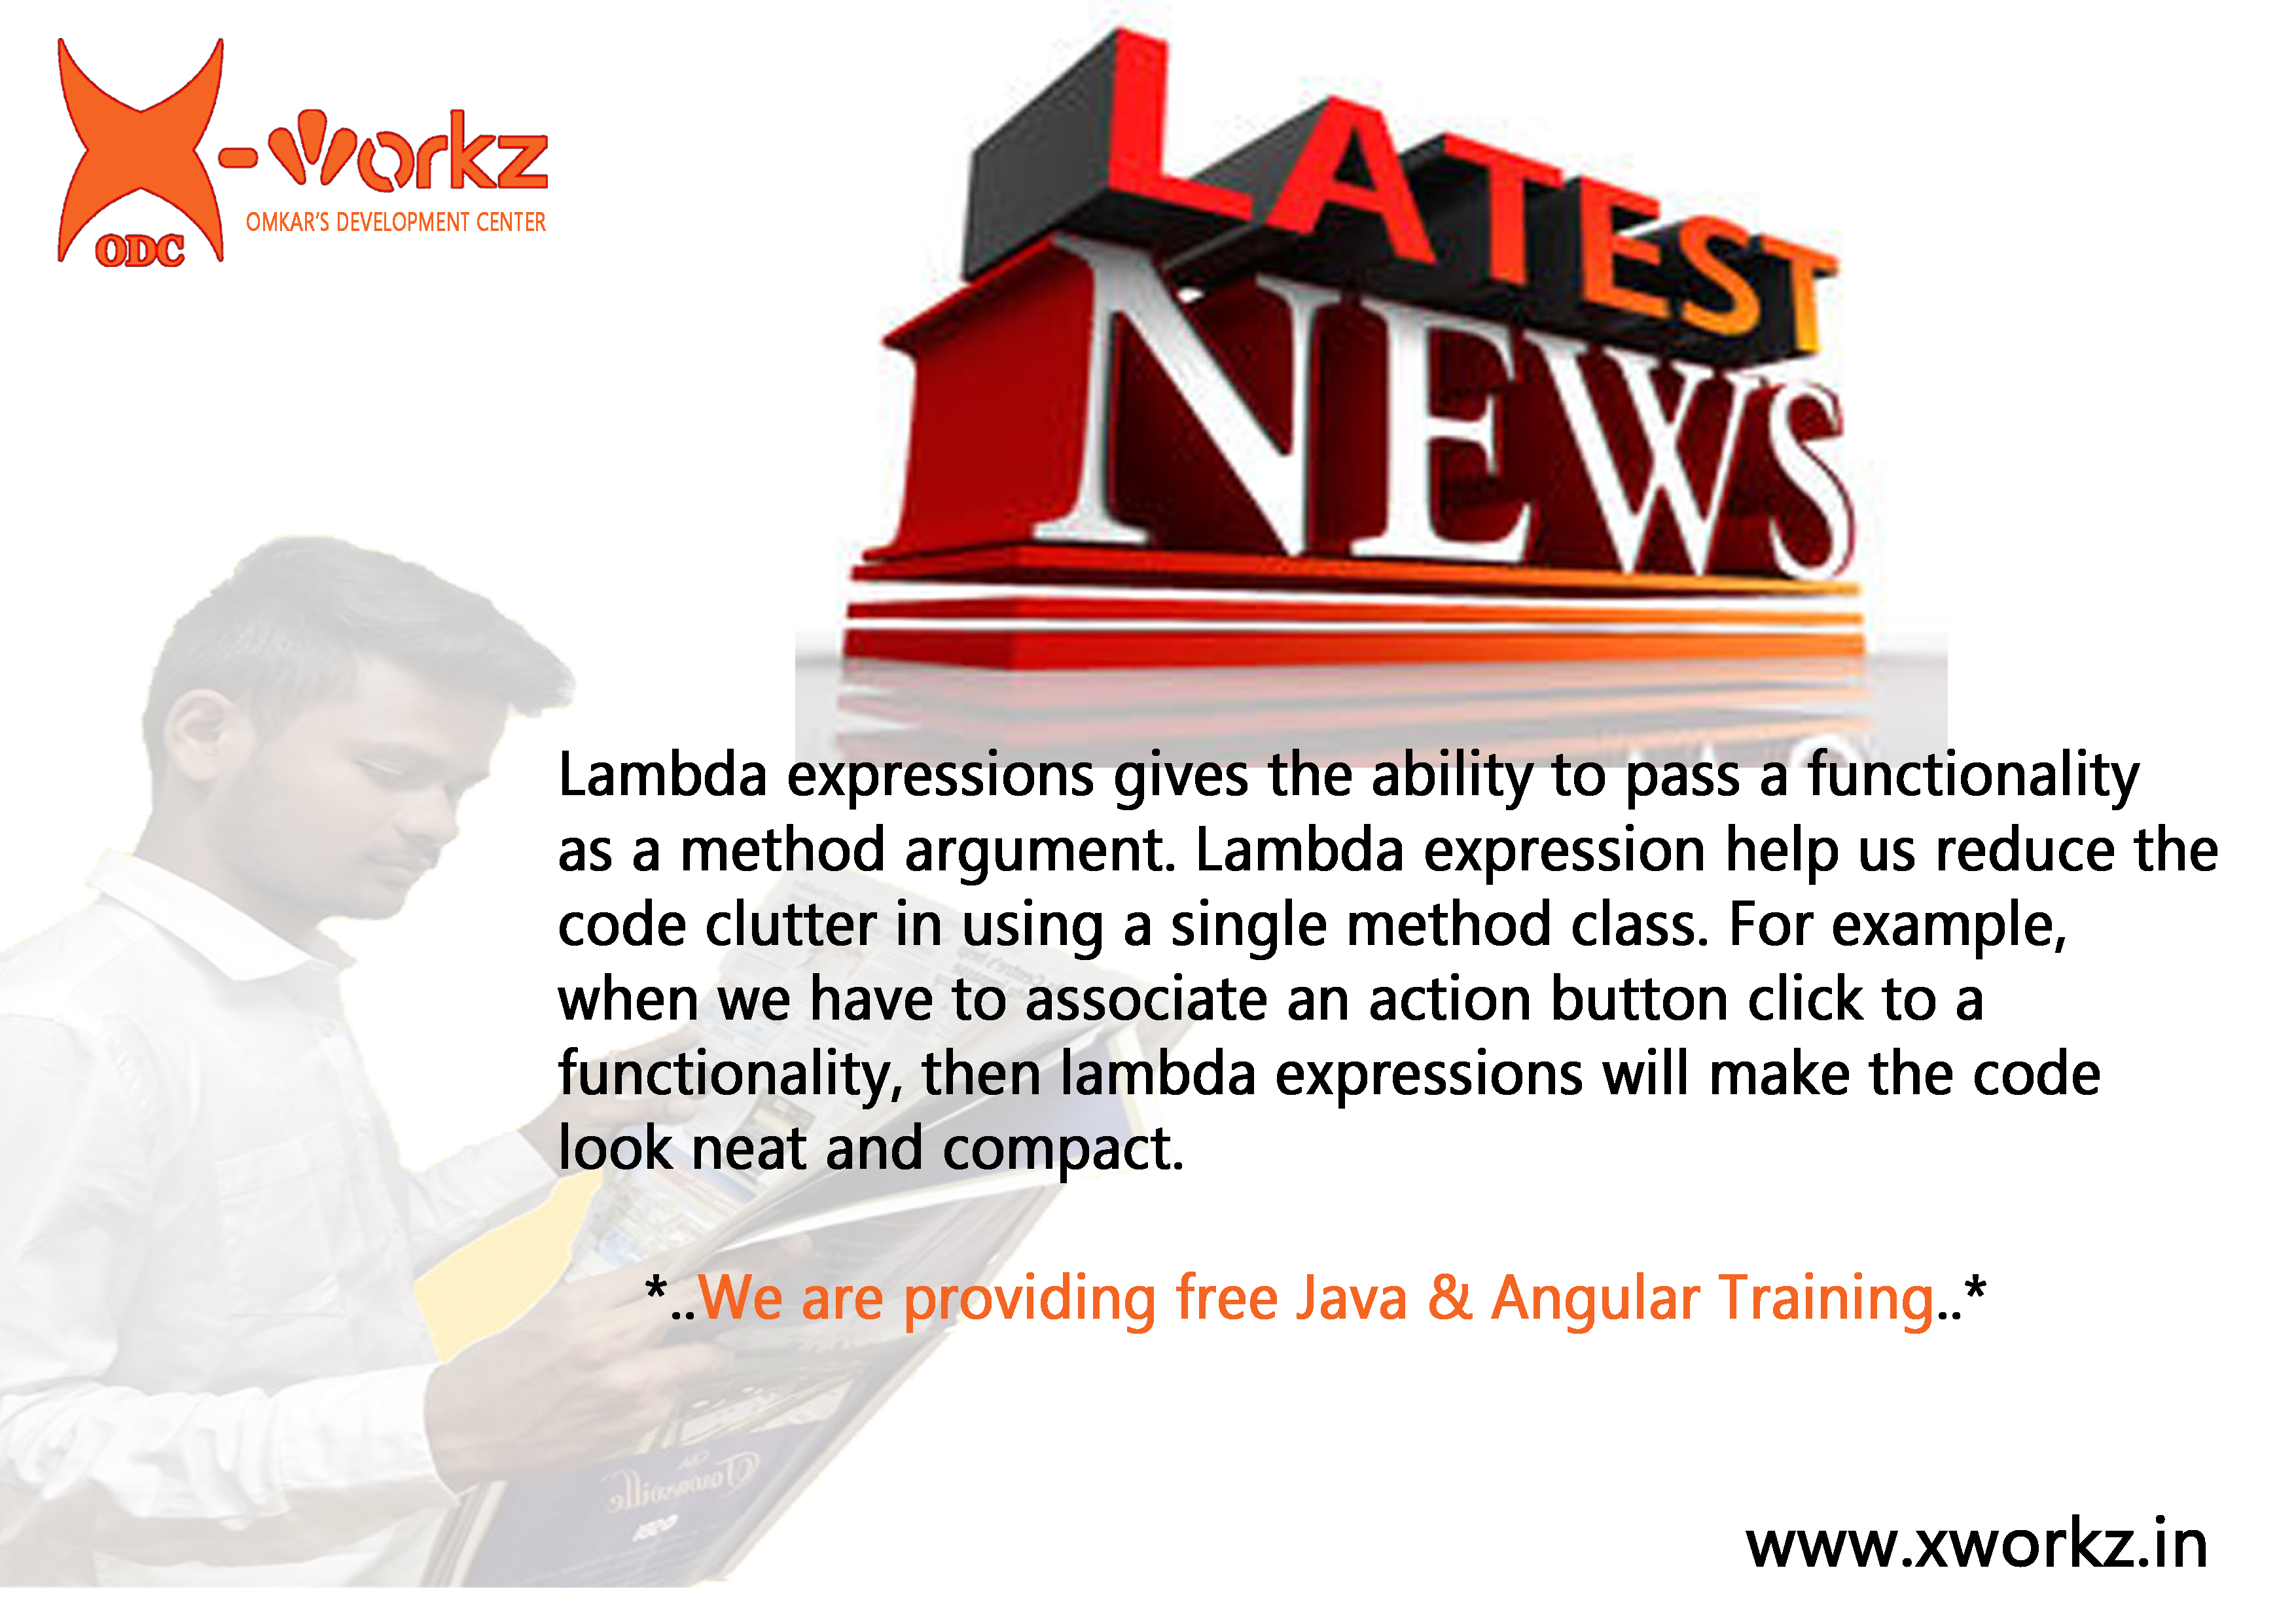 X-workz
OMKAR'S DEVELOPMENT CENTER
ODC
LATEST
NEWS
Lambda expressions gives the ability to pass a functionality
as a method argument. Lambda expression help us reduce the
code clutter in using a single method class. For example,
when we have to associate an action button click to a
functionality, then lambda expressions will make the code
look neat and compact.
*..We are providing free Java & Angular Training..*
www.xworkz.in